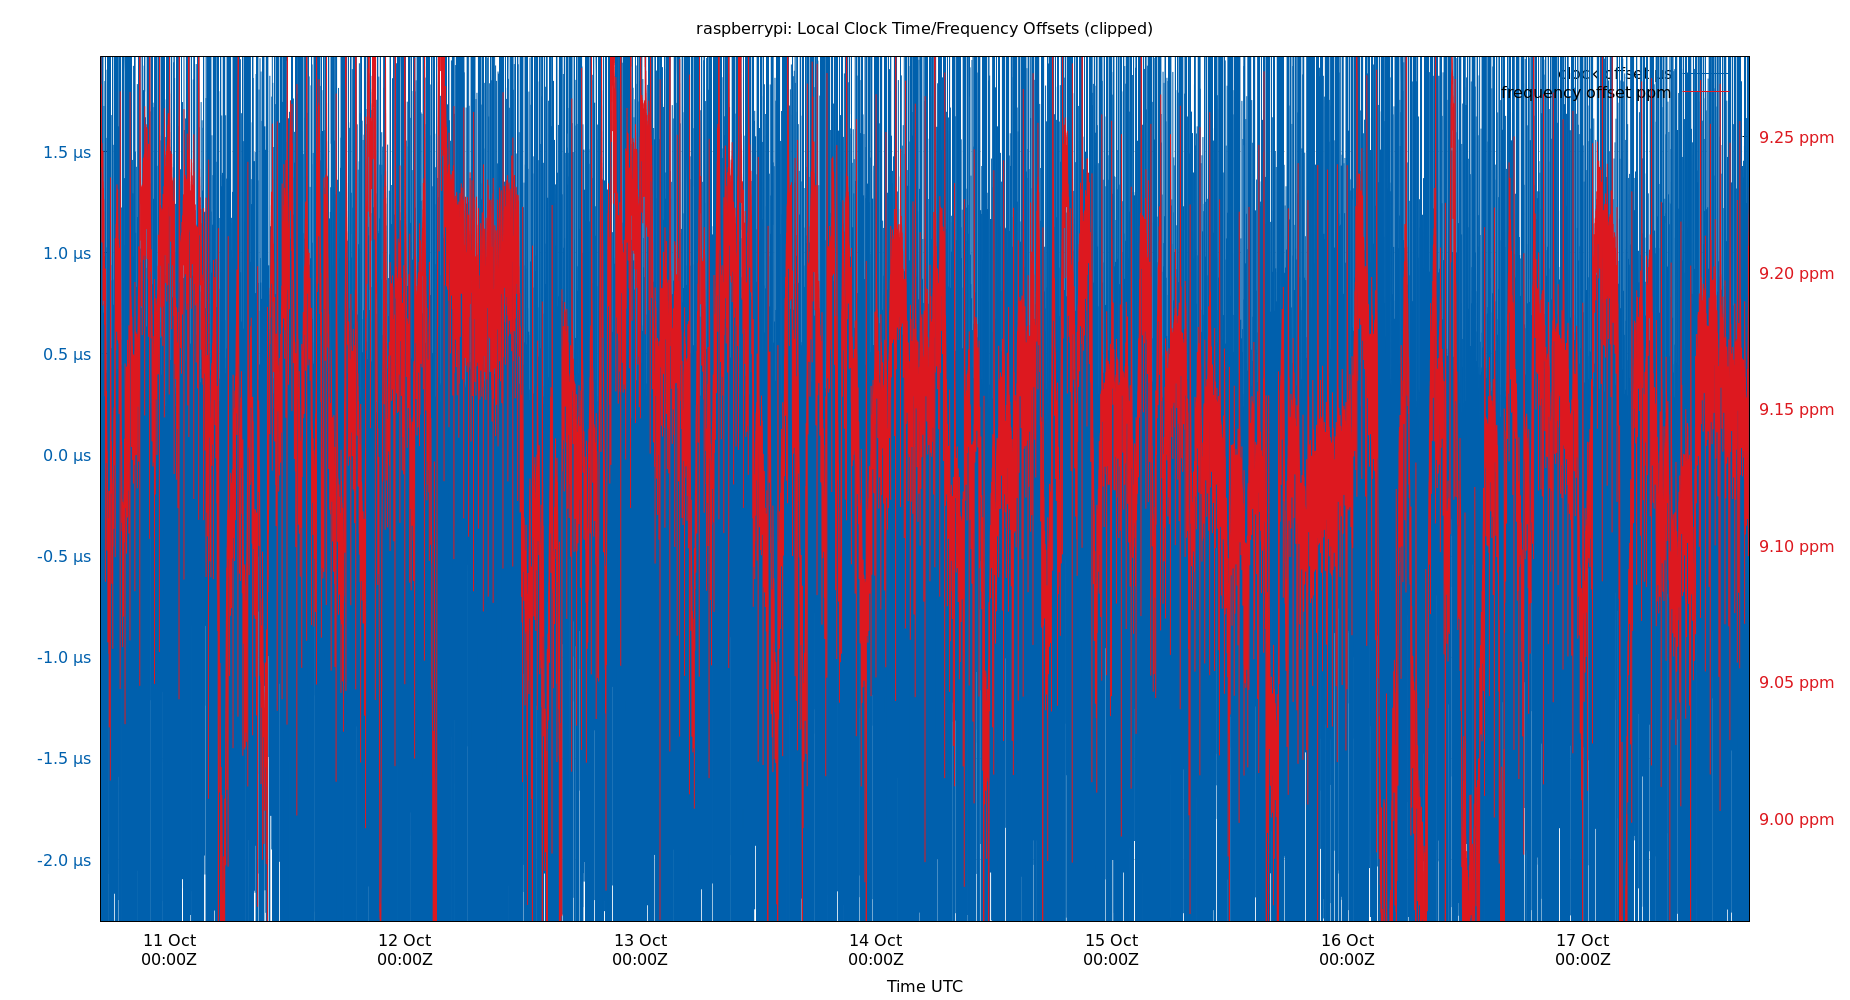 raspberrypi: Local Clock Time/Frequency Offsets (clipped)
clock offset µs
frequency offset ppm
1.5 µs
1.0 µs
0.5 µs
0.0 µs
-0.5 µs
-1.0 µs
-1.5 µs
-2.0 µs
9.25 ppm
9.20 ppm
9.15 ppm
9.10 ppm
9.05 ppm
9.00 ppm
11 Oct
00:00Z
12 Oct
00:00Z
13 Oct
00:00Z
14 Oct
00:00Z
15 Oct
00:00Z
16 Oct
00:00Z
17 Oct
00:00Z
Time UTC